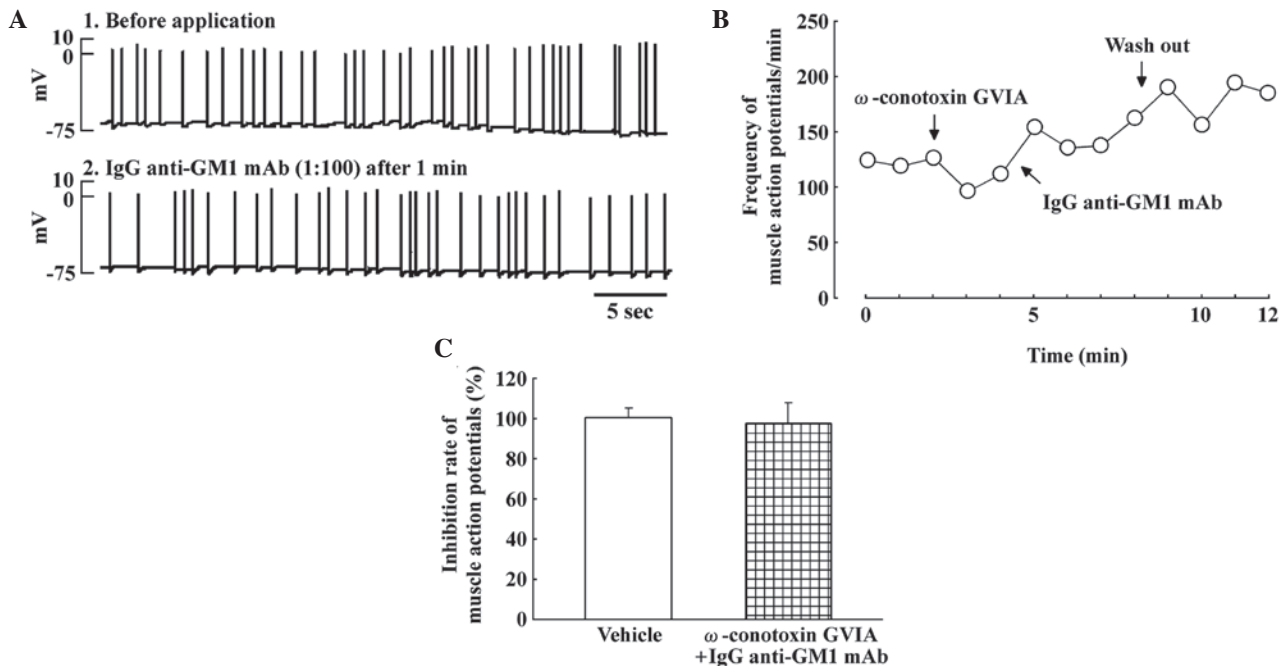 A
1. Before application
10
0
mV
-75
2. IgG anti-GM1 mAb (1:100) after 1 min
10
0
mV
-75
5 sec
B
Frequency of
muscle action potentials/min
250
200
150
100
50
0
ω-conotoxin GVIA
Wash out
IgG anti-GM1 mAb
0
5
10
12
Time (min)
C
Inhibition rate of
muscle action potentials (%)
120
100
80
60
40
20
0
Vehicle
ω-conotoxin GVIA
+IgG anti-GM1 mAb